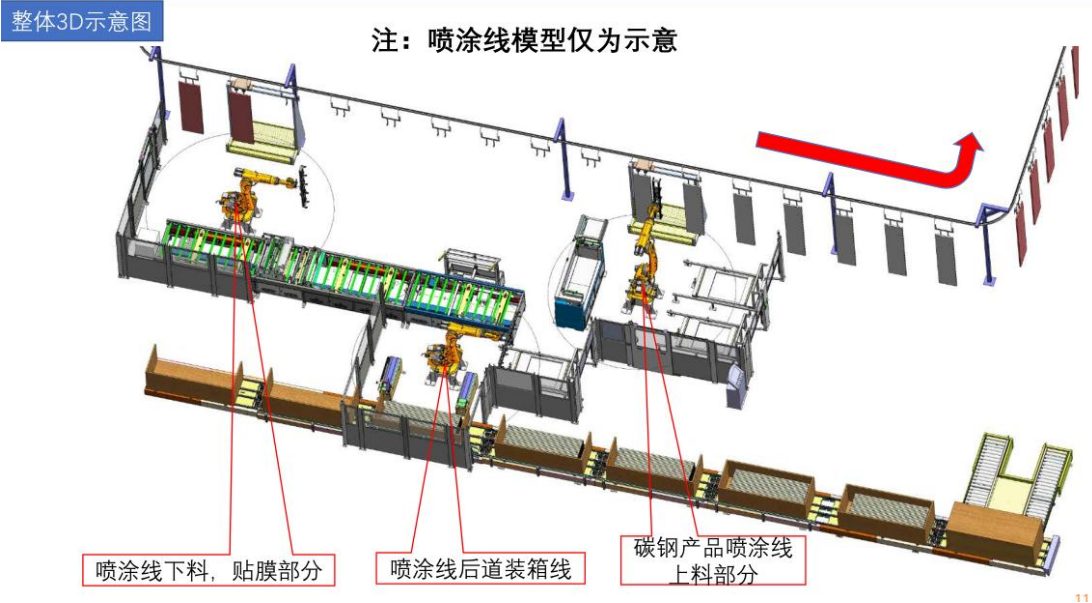 整体3D示意图
注：喷涂线模型仅为示意
喷涂线下料，贴膜部分
喷涂线后道装箱线
碳钢产品喷涂线
上料部分
11